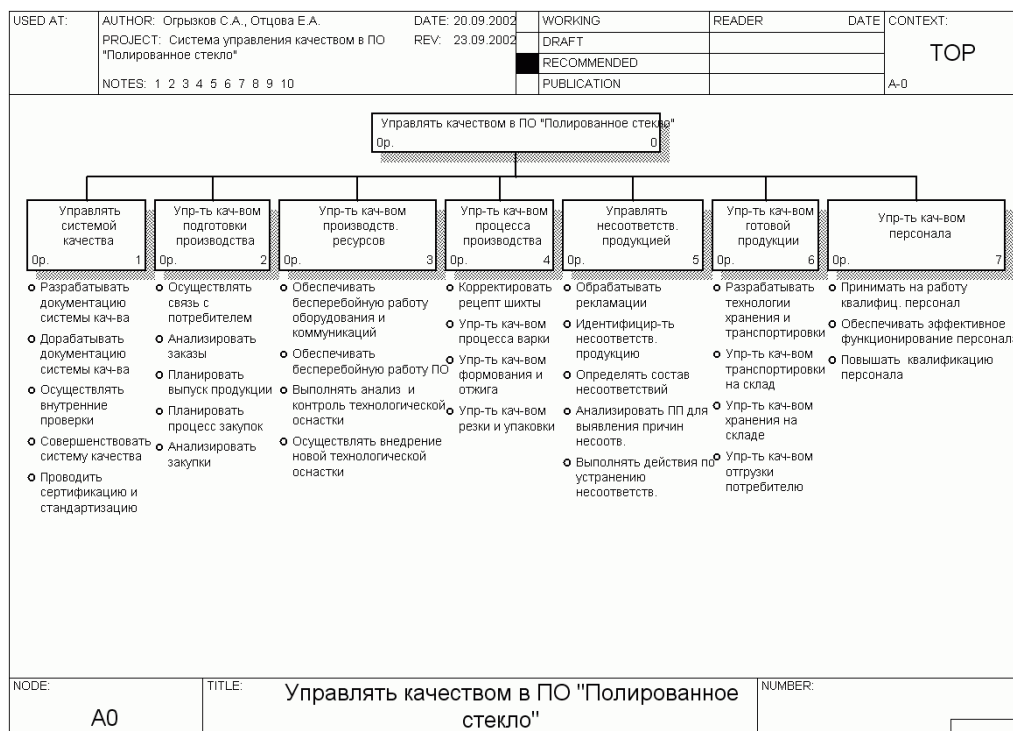 USED AT:
AUTHOR: Огрызков С.А., Отцова Е.А.
DATE: 20.09.2002
PROJECT: Система управления качеством в ПО
"Полированное стекло"
REV: 23.09.2002
NOTES: 1 2 3 4 5 6 7 8 9 10
WORKING
DRAFT
RECOMMENDED
PUBLICATION
READER
DATE
CONTEXT:
TOP
A-0
Управлять качеством в ПО "Полированное стекло"
0р.
0
Управлять
системой
качества
0р.
1
Упр-ть кач-вом
подготовки
производства
0р.
2
Упр-ть кач-вом
производств.
ресурсов
0р.
3
Упр-ть кач-вом
процесса
производства
0р.
4
Управлять
несоответств.
продукцией
0р.
5
Упр-ть кач-вом
готовой
продукции
0р.
6
Упр-ть кач-вом
персонала
0р.
7
Разрабатывать
документацию
системы кач-ва
Дорабатывать
документацию
системы кач-ва
Осуществлять
внутренние
проверки
Совершенствовать
систему качества
Проводить
сертификацию и
стандартизацию
Осуществлять
связь с
потребителем
Анализировать
заказы
Планировать
выпуск продукции
Планировать
процесс закупок
Анализировать
закупки
Обеспечивать
бесперебойную работу
оборудования и
коммуникаций
Обеспечивать
бесперебойную работу ПО
Выполнять анализ и
контроль технологической
оснастки
Осуществлять внедрение
новой технологической
оснастки
Корректировать
рецепт шихты
Упр-ть кач-вом
процесса варки
Упр-ть кач-вом
формования и
отжига
Упр-ть кач-вом
резки и упаковки
Обрабатывать
рекламации
Идентифицир-ть
несоответств.
продукцию
Определять состав
несоответствий
Анализировать ПП для
выявления причин
несоотв.
Выполнять действия по
устранению
несоответств.
Разрабатывать
технологии
хранения и
транспортировки
Упр-ть кач-вом
транспортировки
на склад
Упр-ть кач-вом
хранения на
складе
Упр-ть кач-вом
отгрузки
потребителю
Принимать на работу
квалифиц. персонал
Обеспечивать эффективное
функционирование персонала
Повышать квалификацию
персонала
NODE:
A0
TITLE:
Управлять качеством в ПО "Полированное
стекло"
NUMBER: